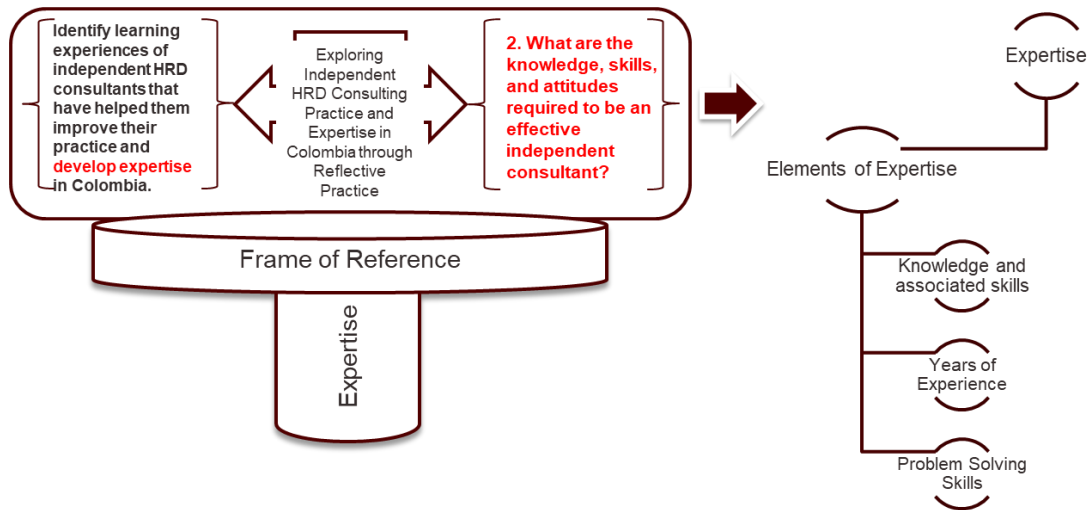 Identify learning
experiences of
independent HRD
consultants that
have helped them
improve their
practice and
develop expertise
in Colombia.
Exploring
Independent
HRD Consulting
Practice and
Expertise in
Colombia through
Reflective
Practice
2. What are the
knowledge, skills,
and attitudes
required to be an
effective
independent
consultant?
Frame of Reference
Expertise
Expertise
Elements of Expertise
Knowledge and
associated skills
Years of
Experience
Problem Solving
Skills